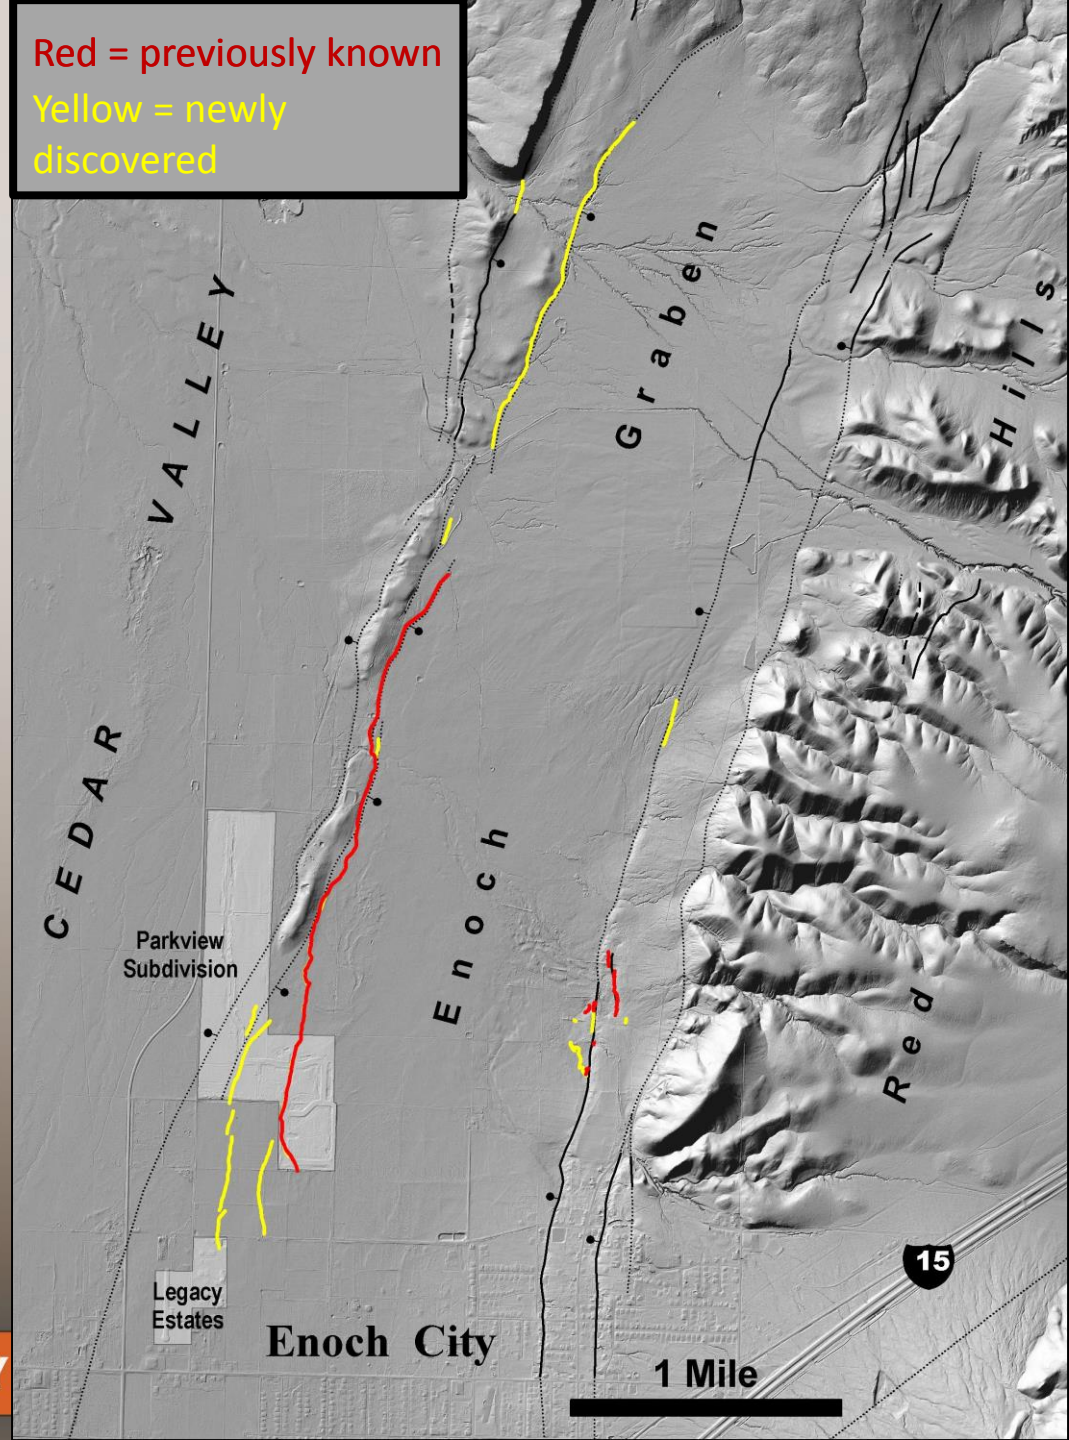 Red = previously known
Yellow = newly
discovered
CEDAR VALLEY
Enoch Graben
Red Hills
Parkview
Subdivision
Legacy
Estates
Enoch City
15
1 Mile